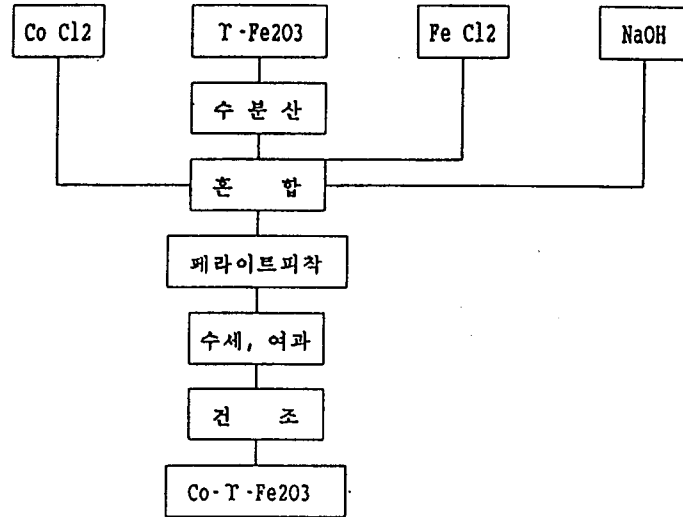 Co Cl2
ϒ-Fe2O3
Fe Cl2
NaOH
수 분 산
혼 합
페라이트피착
수세, 여과
건 조
Co-ϒ-Fe2O3